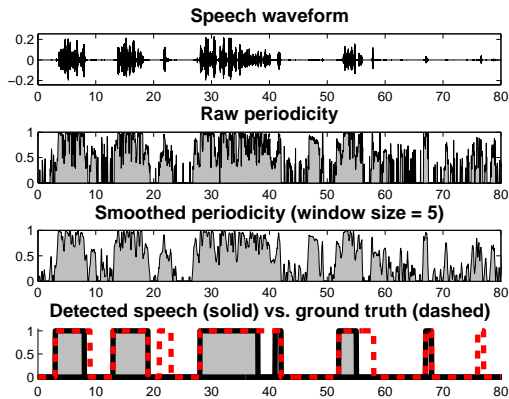 Speech waveform
0.2
0
−0.2
0 10 20 30 40 50 60 70 80
Raw periodicity
1
0.5
0
0 10 20 30 40 50 60 70 80
Smoothed periodicity (window size = 5)
1
0.5
0
0 10 20 30 40 50 60 70 80
Detected speech (solid) vs. ground truth (dashed)
1
0.5
0
0 10 20 30 40 50 60 70 80